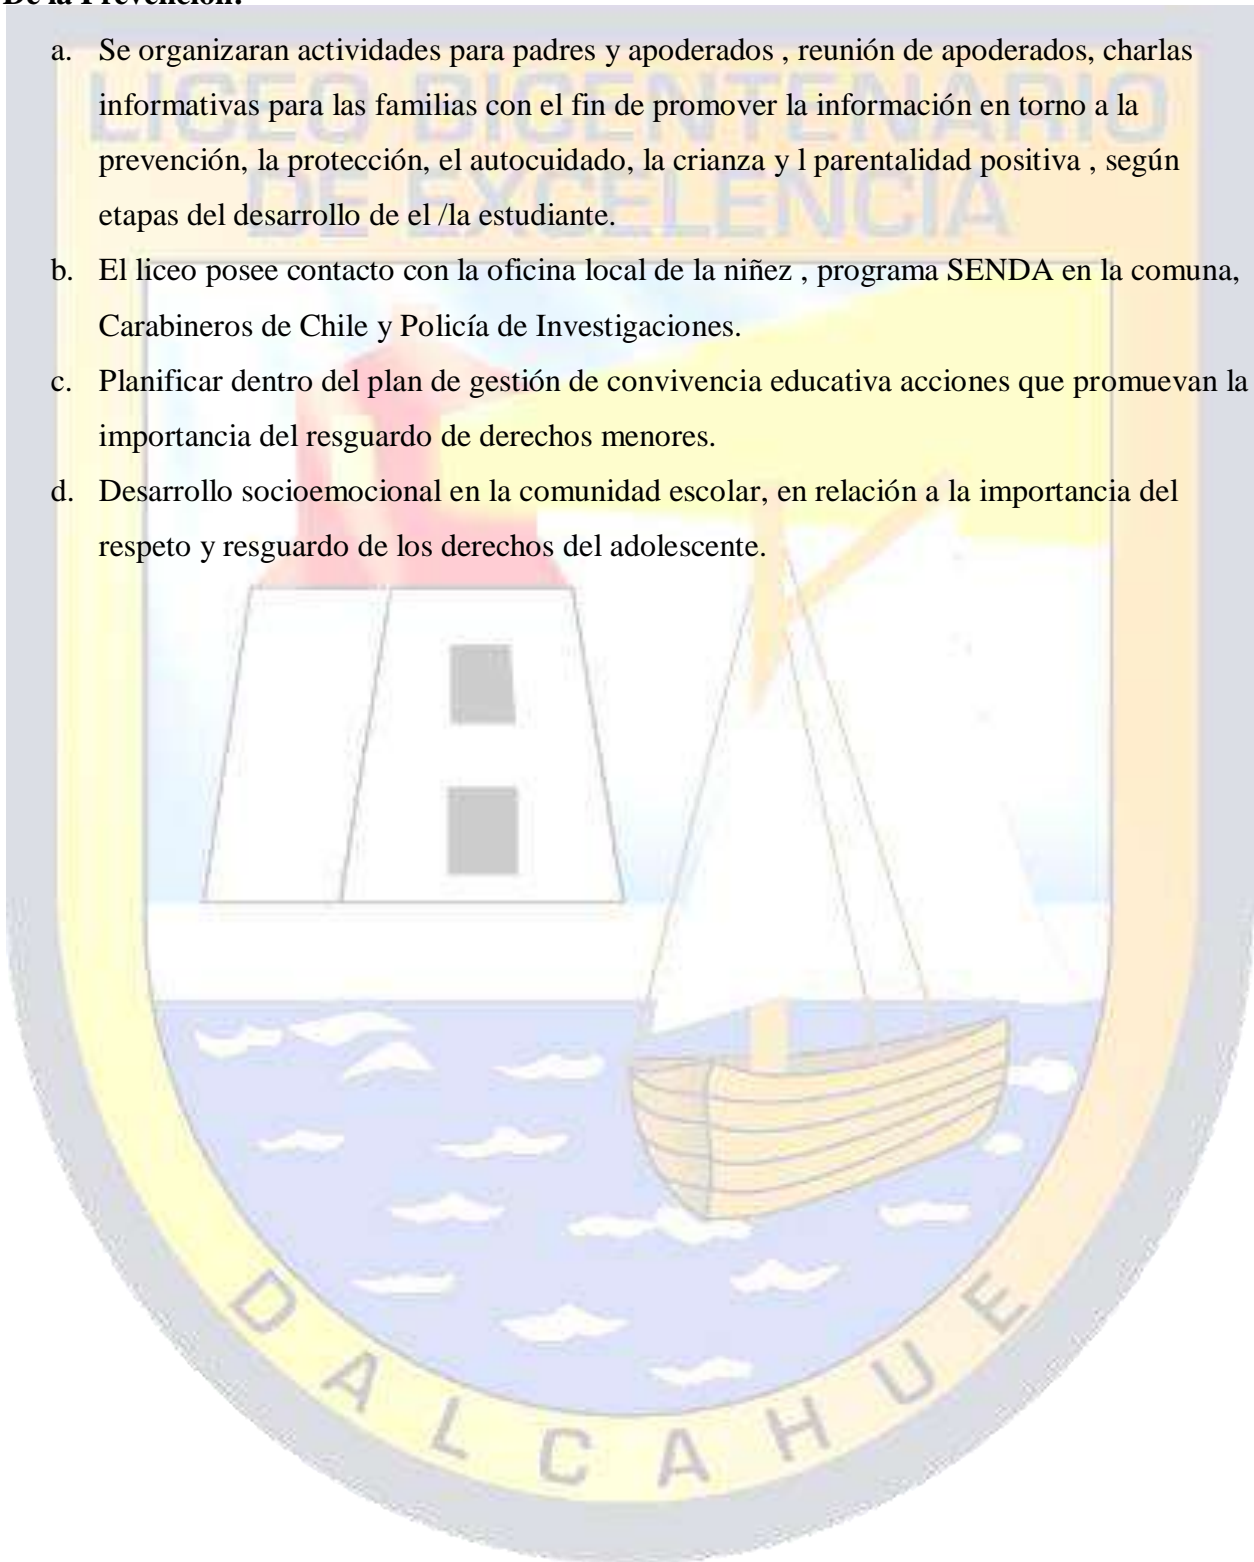 De la Prevención:
a. Se organizaran actividades para padres y apoderados , reunión de apoderados, charlas
informativas para las familias con el fin de promover la información en torno a la
prevención, la protección, el autocuidado, la crianza y l parentalidad positiva , según
etapas del desarrollo de el /la estudiante.
b. El liceo posee contacto con la oficina local de la niñez , programa SENDA en la comuna,
Carabineros de Chile y Policía de Investigaciones.
c. Planificar dentro del plan de gestión de convivencia educativa acciones que promuevan la
importancia del resguardo de derechos menores.
d. Desarrollo socioemocional en la comunidad escolar, en relación a la importancia del
respeto y resguardo de los derechos del adolescente.
LICEO BICENTENARIO
DE EXCELENCIA
DALCAHUE